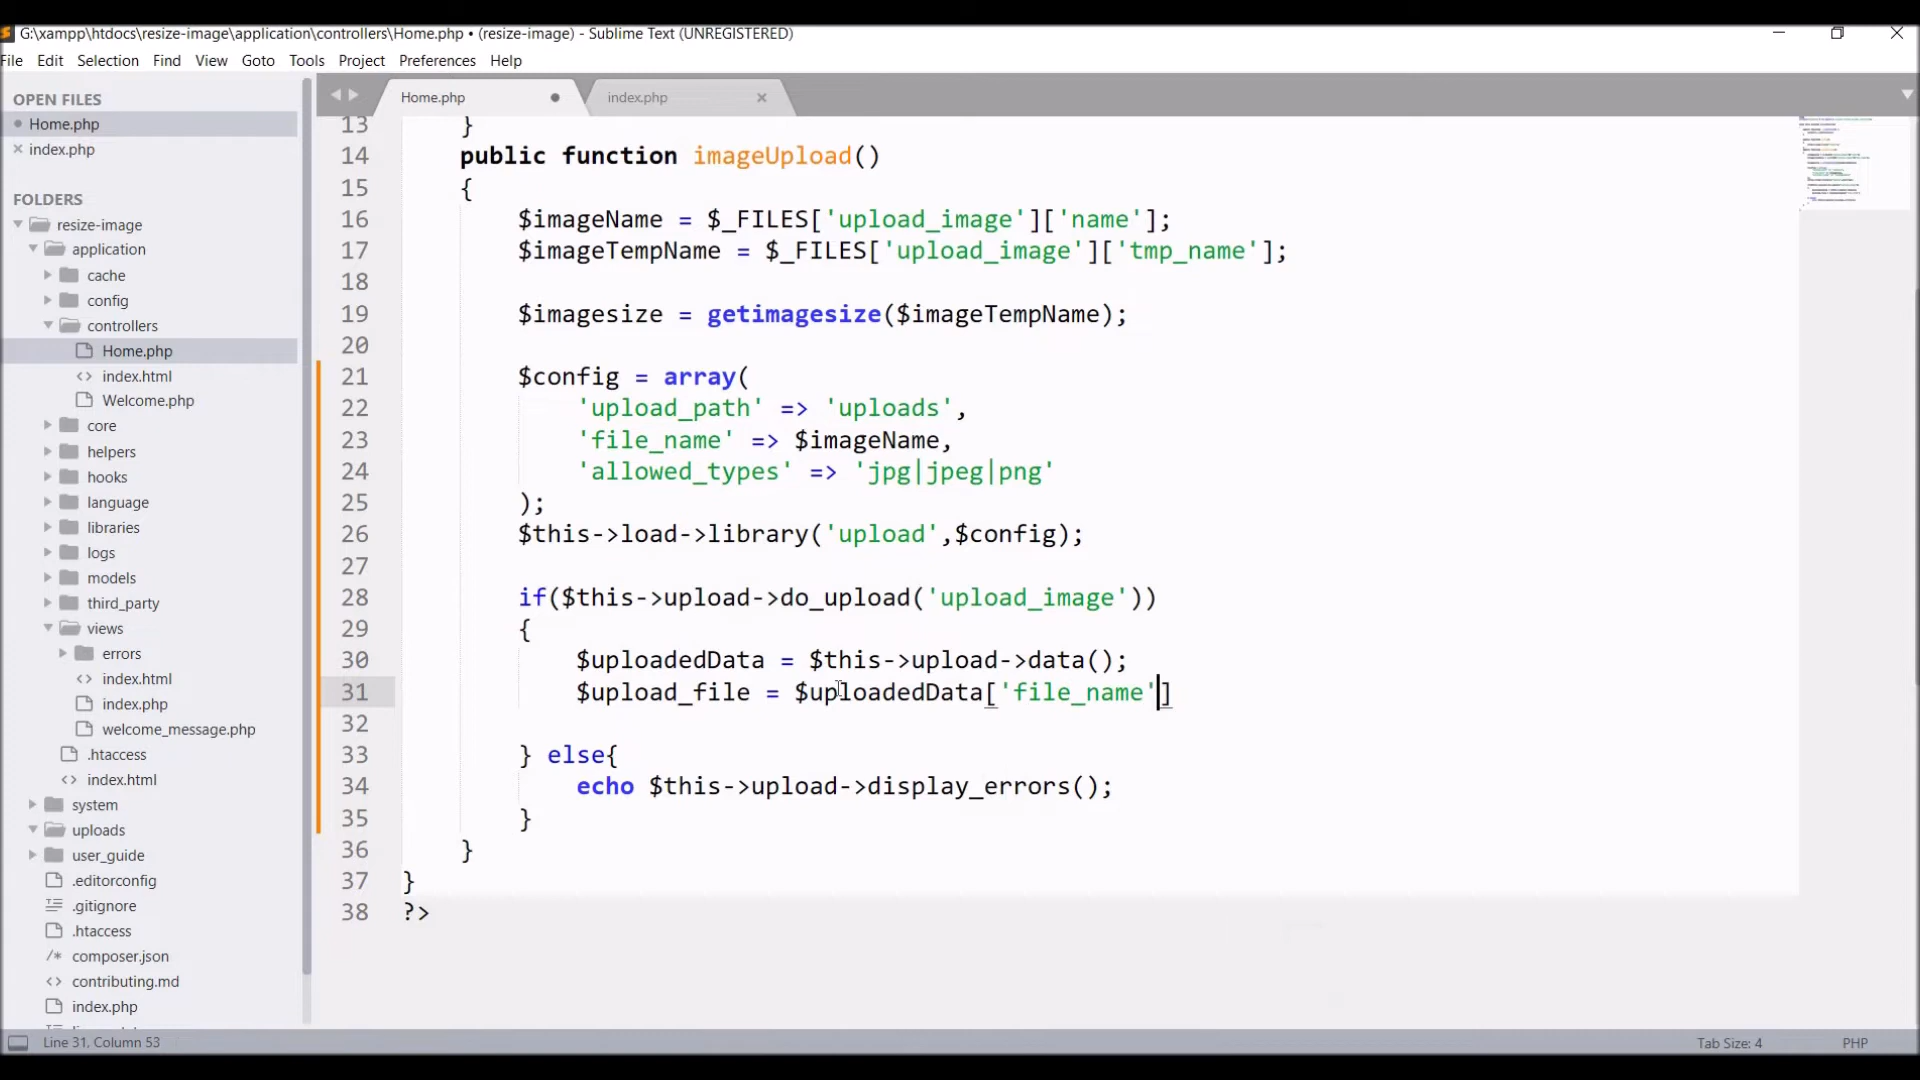 G:\xampp\htdocs\resize-image\application\controllers\Home.php • (resize-image) - Sublime Text (UNREGISTERED)
File Edit Selection Find View Goto Tools Project Preferences Help
OPEN FILES
Home.php
index.php
FOLDERS
resize-image
application
cache
config
controllers
Home.php
index.html
Welcome.php
core
helpers
hooks
language
libraries
logs
models
third_party
views
errors
index.html
index.php
welcome_message.php
.htaccess
index.html
system
uploads
user_guide
.editorconfig
.gitignore
.htaccess
composer.json
contributing.md
index.php
Home.php
index.php
13 }
14 public function imageUpload()
15 {
16 $imageName = $_FILES['upload_image']['name'];
17 $imageTempName = $_FILES['upload_image']['tmp_name'];
18
19 $imagesize = getimagesize($imageTempName);
20
21 $config = array(
22 'upload_path' => 'uploads',
23 'file_name' => $imageName,
24 'allowed_types' => 'jpg|jpeg|png'
25 );
26 $this->load->library('upload',$config);
27
28 if($this->upload->do_upload('upload_image'))
29 {
30 $uploadedData = $this->upload->data();
31 $upload_file = $uploadedData['file_name']
32
33 } else{
34 echo $this->upload->display_errors();
35 }
36 }
37 }
38 ?>
Line 31, Column 53
Tab Size: 4
PHP